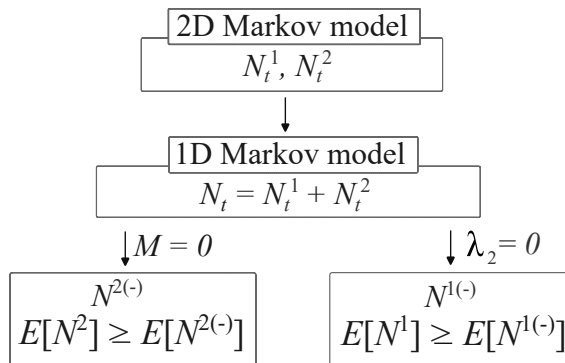 2D Markov model
N_t^1, N_t^2
1D Markov model
N_t = N_t^1 + N_t^2
M = 0
λ_2 = 0
N^{2(-)}
E[N^2] ≥ E[N^{2(-)}]
N^{1(-)}
E[N^1] ≥ E[N^{1(-)}]